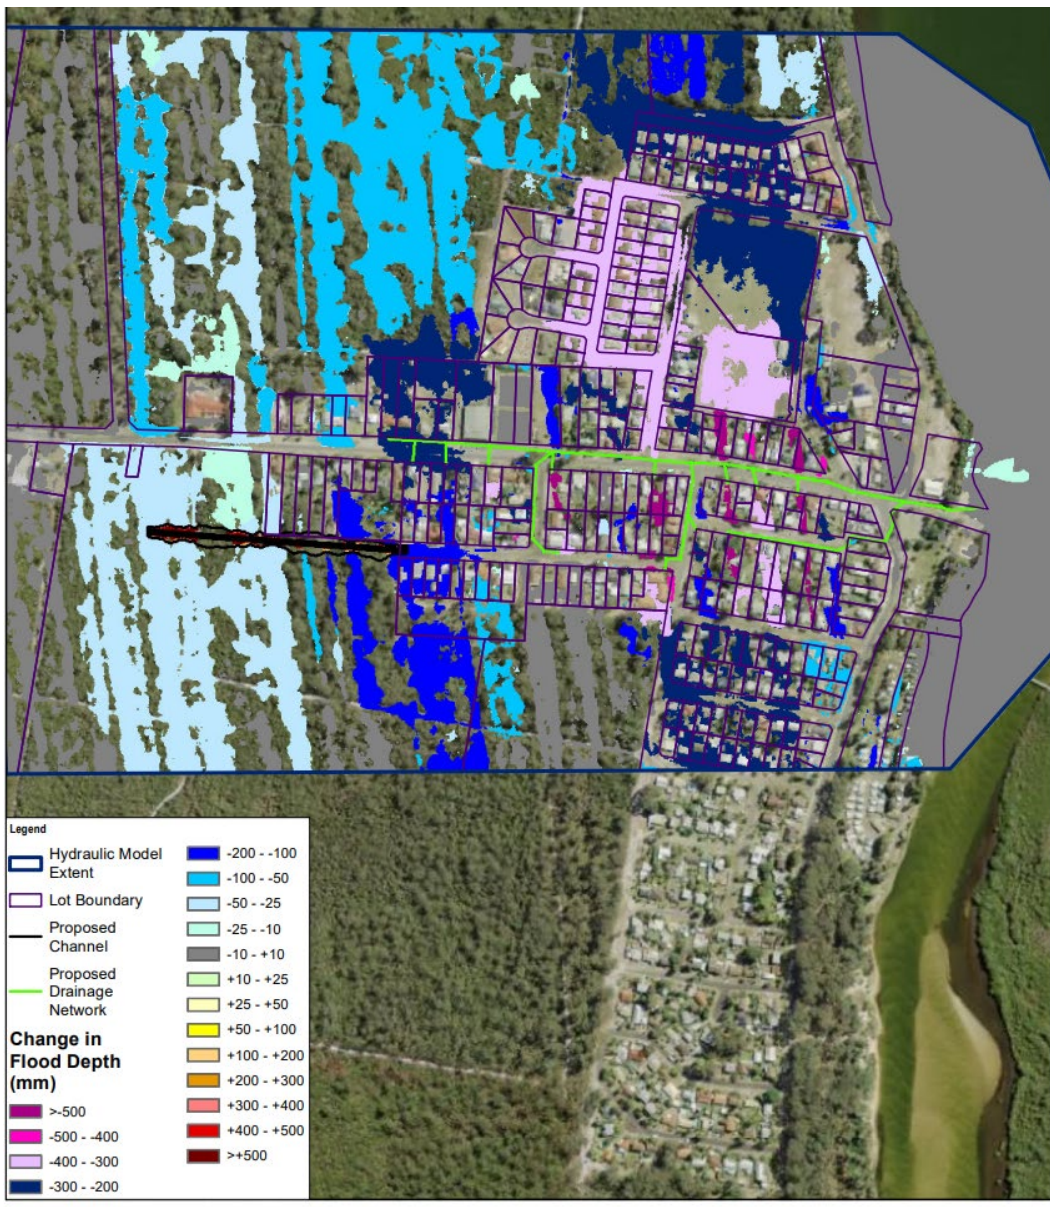 Legend
Hydraulic Model
Extent
Lot Boundary
Proposed
Channel
Proposed
Drainage
Network
Change in
Flood Depth
(mm)
>-500
-500 - -400
-400 - -300
-300 - -200
-200 - -100
-100 - -50
-50 - -25
-25 - -10
-10 - +10
+10 - +25
+25 - +50
+50 - +100
+100 - +200
+200 - +300
+300 - +400
+400 - +500
>+500